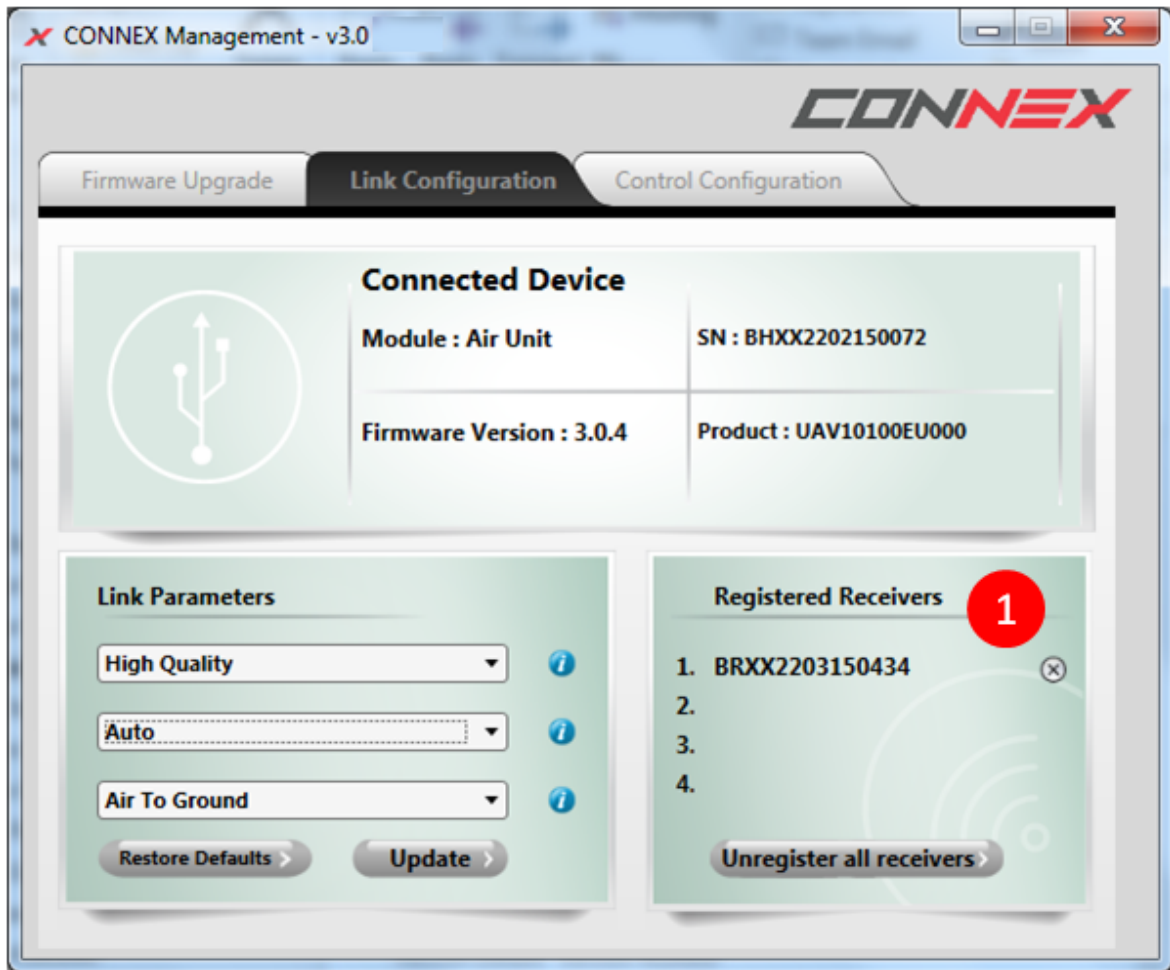 CONNEX Management - v3.0
CONNEX
Firmware Upgrade
Link Configuration
Control Configuration
Connected Device
Module : Air Unit
SN : BHXX2202150072
Firmware Version : 3.0.4
Product : UAV10100EU000
Link Parameters
High Quality
Auto
Air To Ground
Restore Defaults
Update
Registered Receivers
1
1. BRXX2203150434
2.
3.
4.
Unregister all receivers